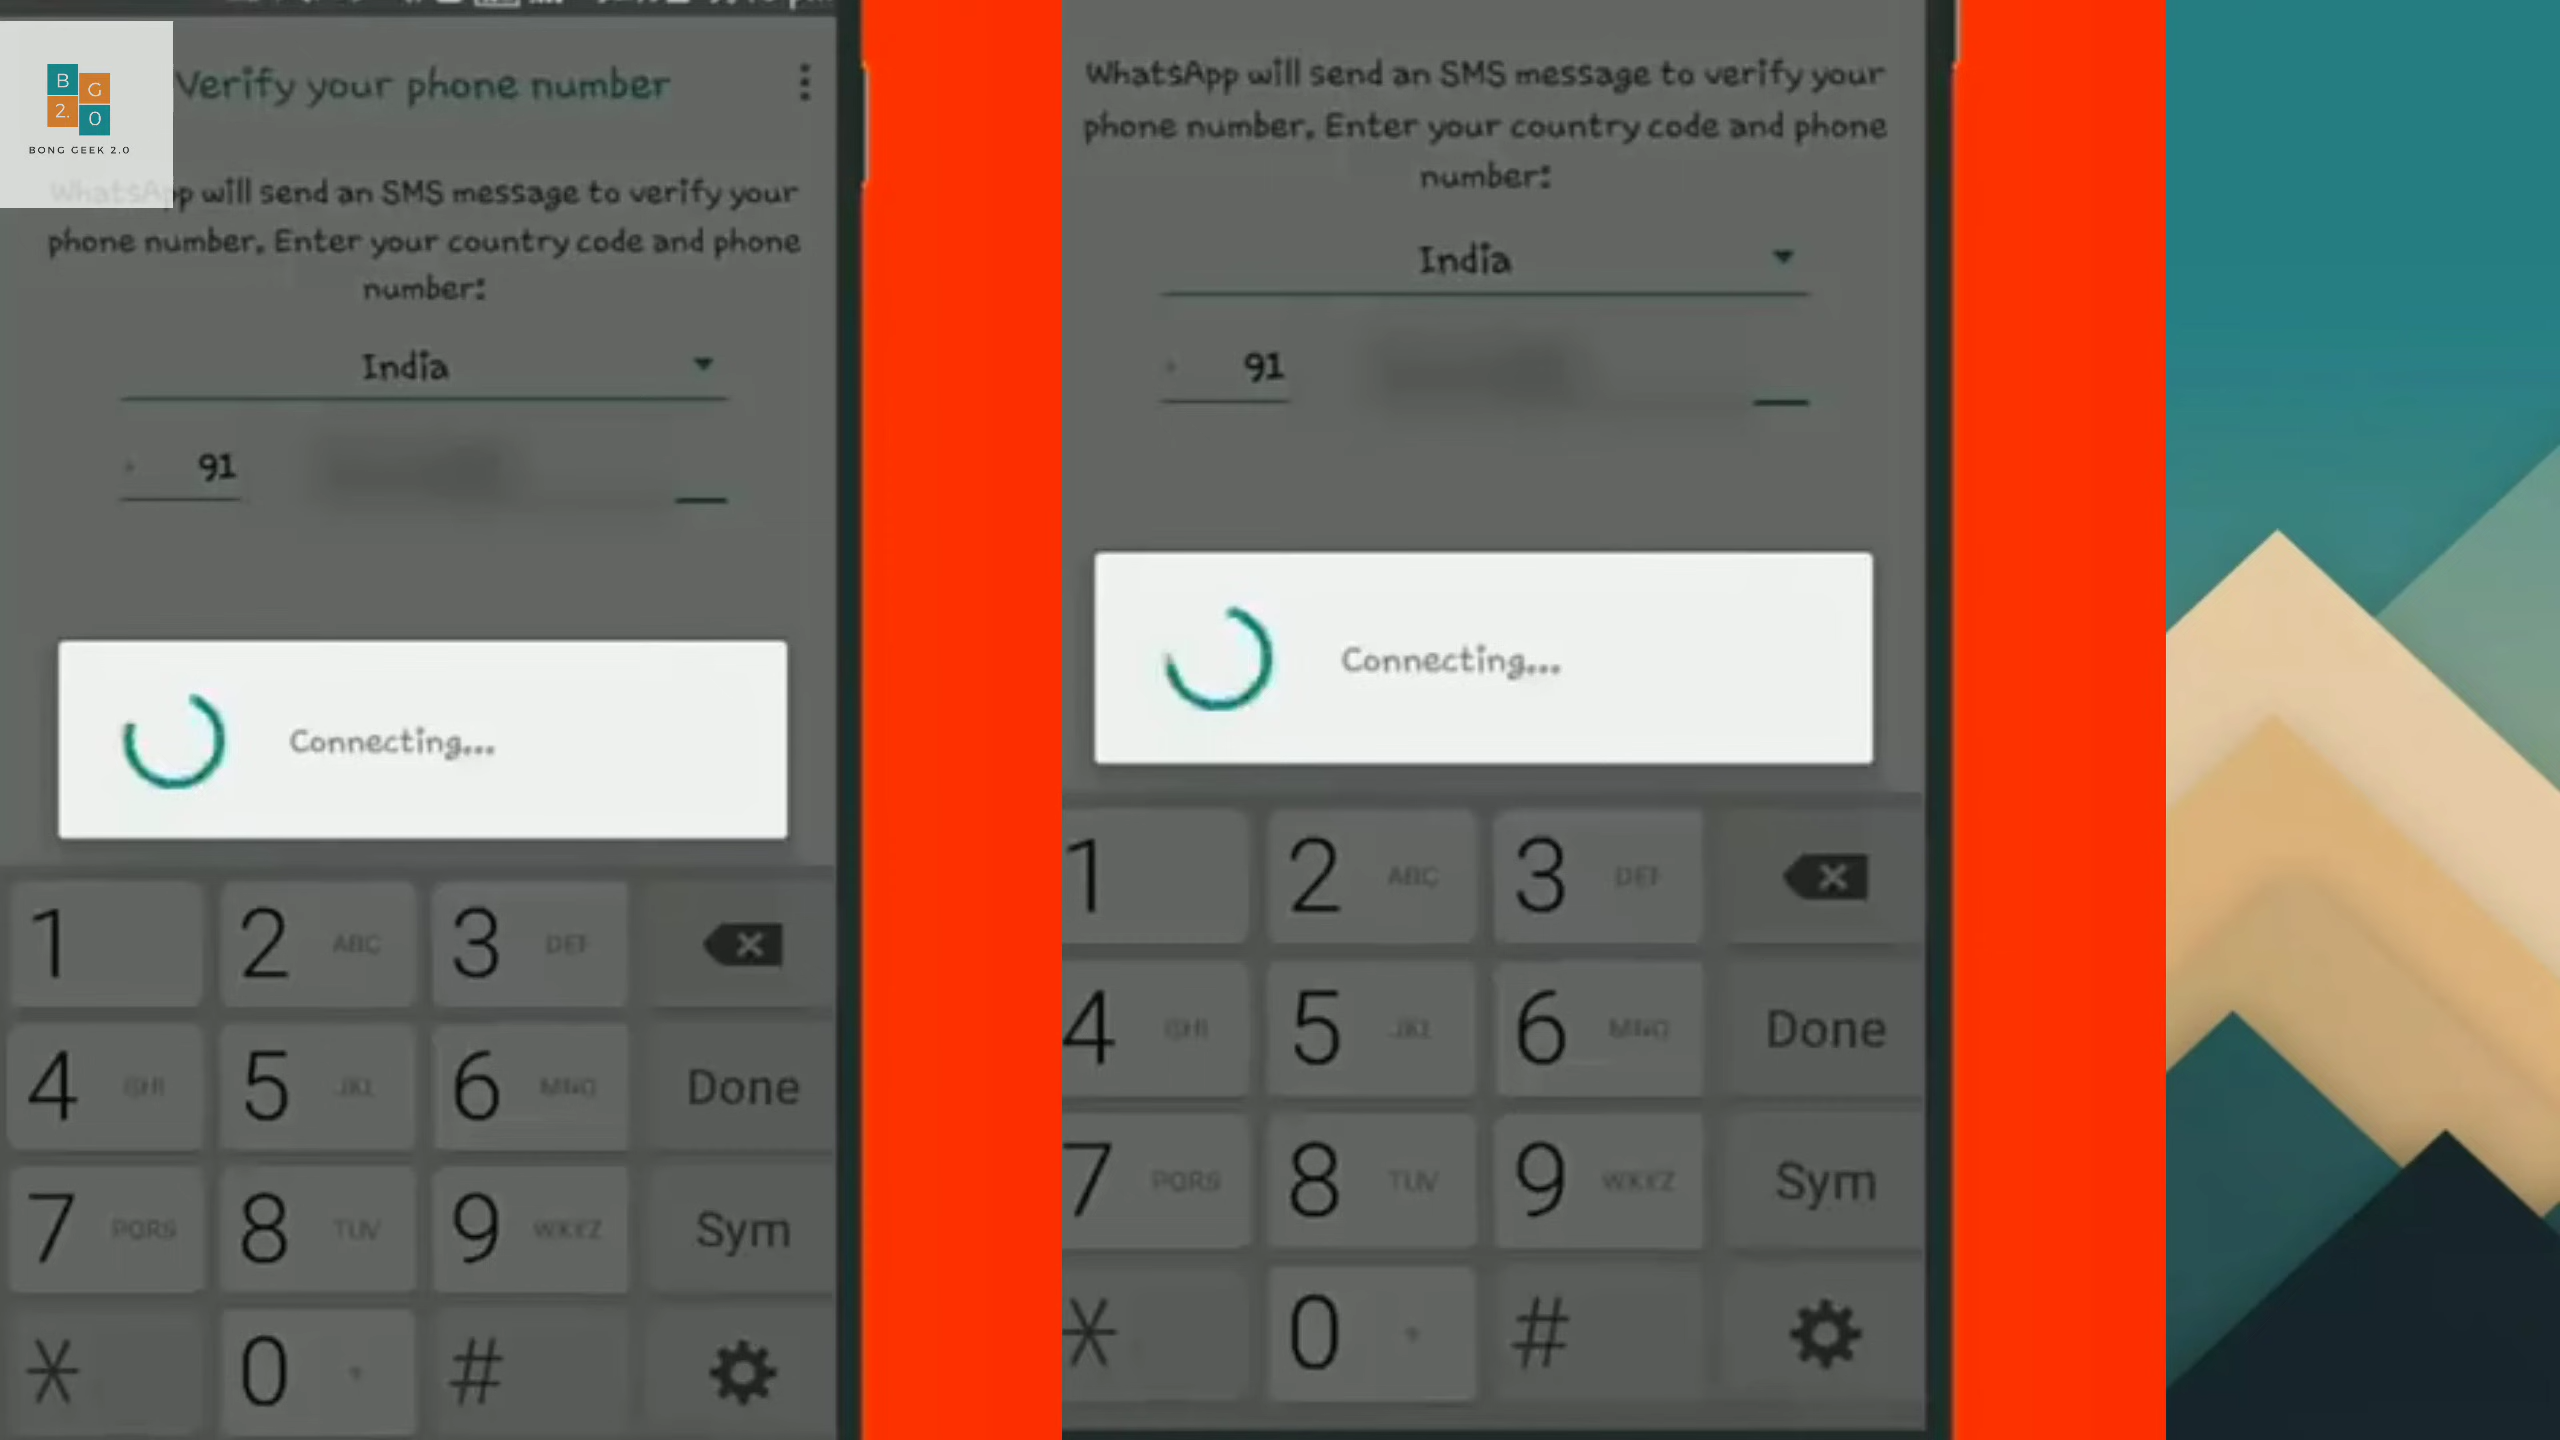 B
G
2.
O
BONG GEEK 2.0
Verify your phone number
WhatsApp will send an SMS message to verify your
phone number. Enter your country code and phone
number:
India
91
Connecting...
1
2 ABC
3 DEF
4 GHI
5 JKL
6 MNO
Done
7 PQRS
8 TUV
9 WXYZ
Sym
*
0
#
WhatsApp will send an SMS message to verify your
phone number. Enter your country code and phone
number:
India
91
Connecting...
1
2 ABC
3 DEF
4 GHI
5 JKL
6 MNO
Done
7 PQRS
8 TUV
9 WXYZ
Sym
*
0 +
#